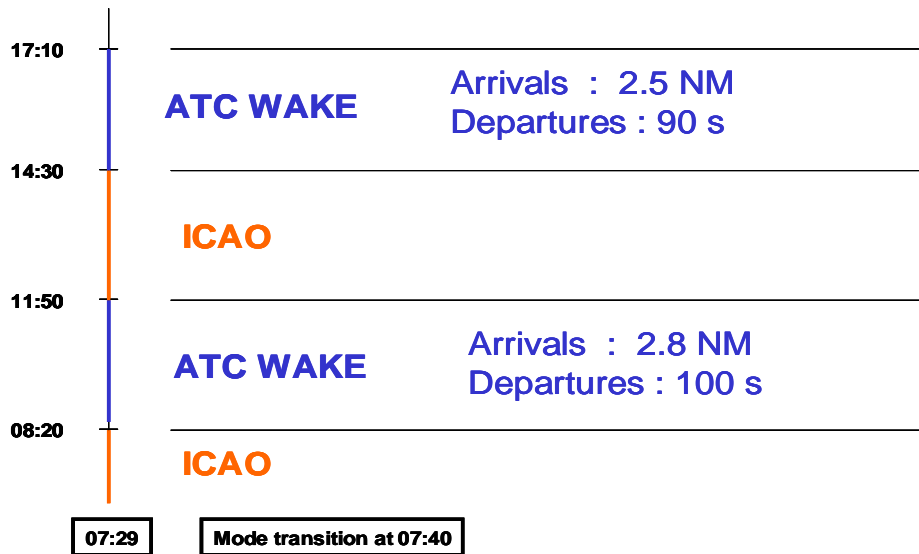 17:10
ATC WAKE
Arrivals : 2.5 NM
Departures : 90 s
14:30
ICAO
11:50
ATC WAKE
Arrivals : 2.8 NM
Departures : 100 s
08:20
ICAO
07:29
Mode transition at 07:40